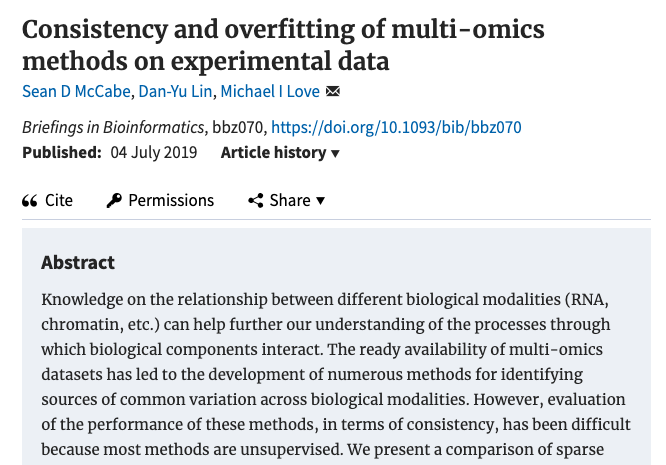 Consistency and overfitting of multi-omics
methods on experimental data
Sean D McCabe, Dan-Yu Lin, Michael I Love
Briefings in Bioinformatics, bbz070, https://doi.org/10.1093/bib/bbz070
Published: 04 July 2019 Article history ▼
Cite Permissions Share ▼
Abstract
Knowledge on the relationship between different biological modalities (RNA,
chromatin, etc.) can help further our understanding of the processes through
which biological components interact. The ready availability of multi-omics
datasets has led to the development of numerous methods for identifying
sources of common variation across biological modalities. However, evaluation
of the performance of these methods, in terms of consistency, has been difficult
because most methods are unsupervised. We present a comparison of sparse